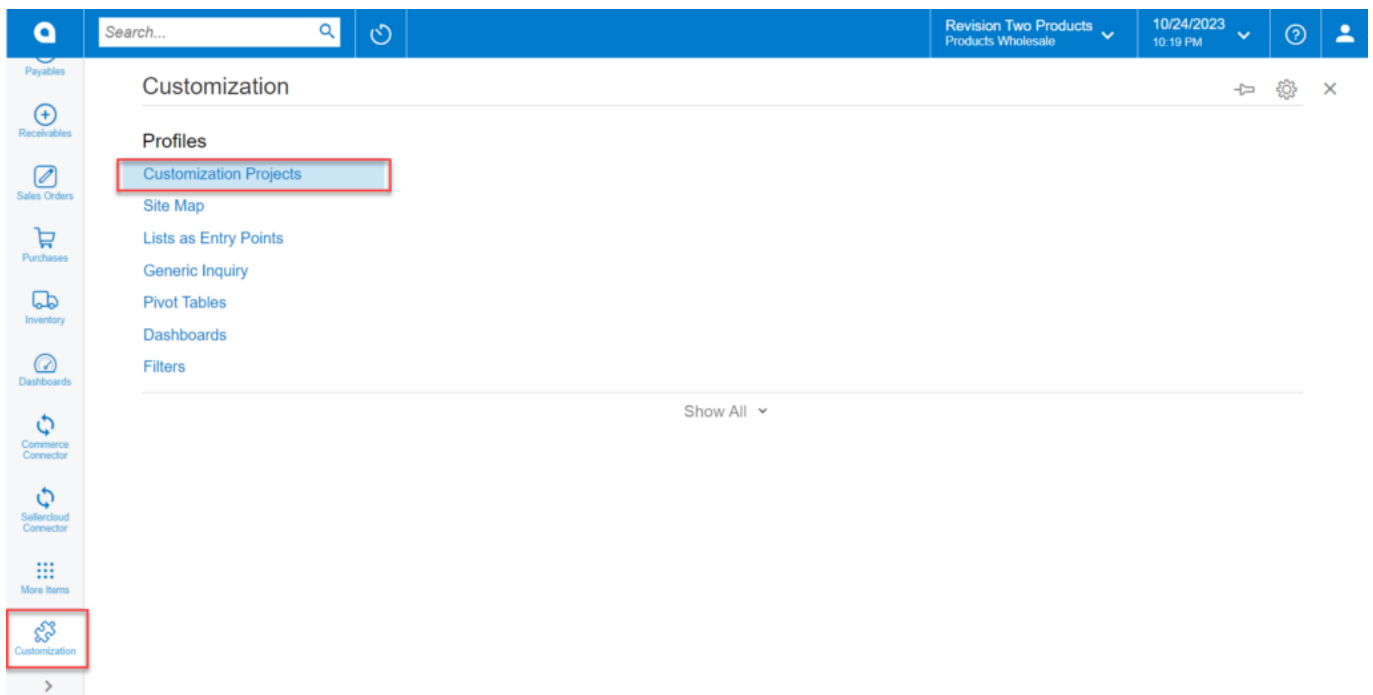 Search...
Revision Two Products
Products Wholesale
10/24/2023
10:19 PM
Payables
Receivables
Sales Orders
Purchases
Inventory
Dashboards
Commerce
Connector
Sellercloud
Connector
More Items
Customization
Customization
Profiles
Customization Projects
Site Map
Lists as Entry Points
Generic Inquiry
Pivot Tables
Dashboards
Filters
Show All